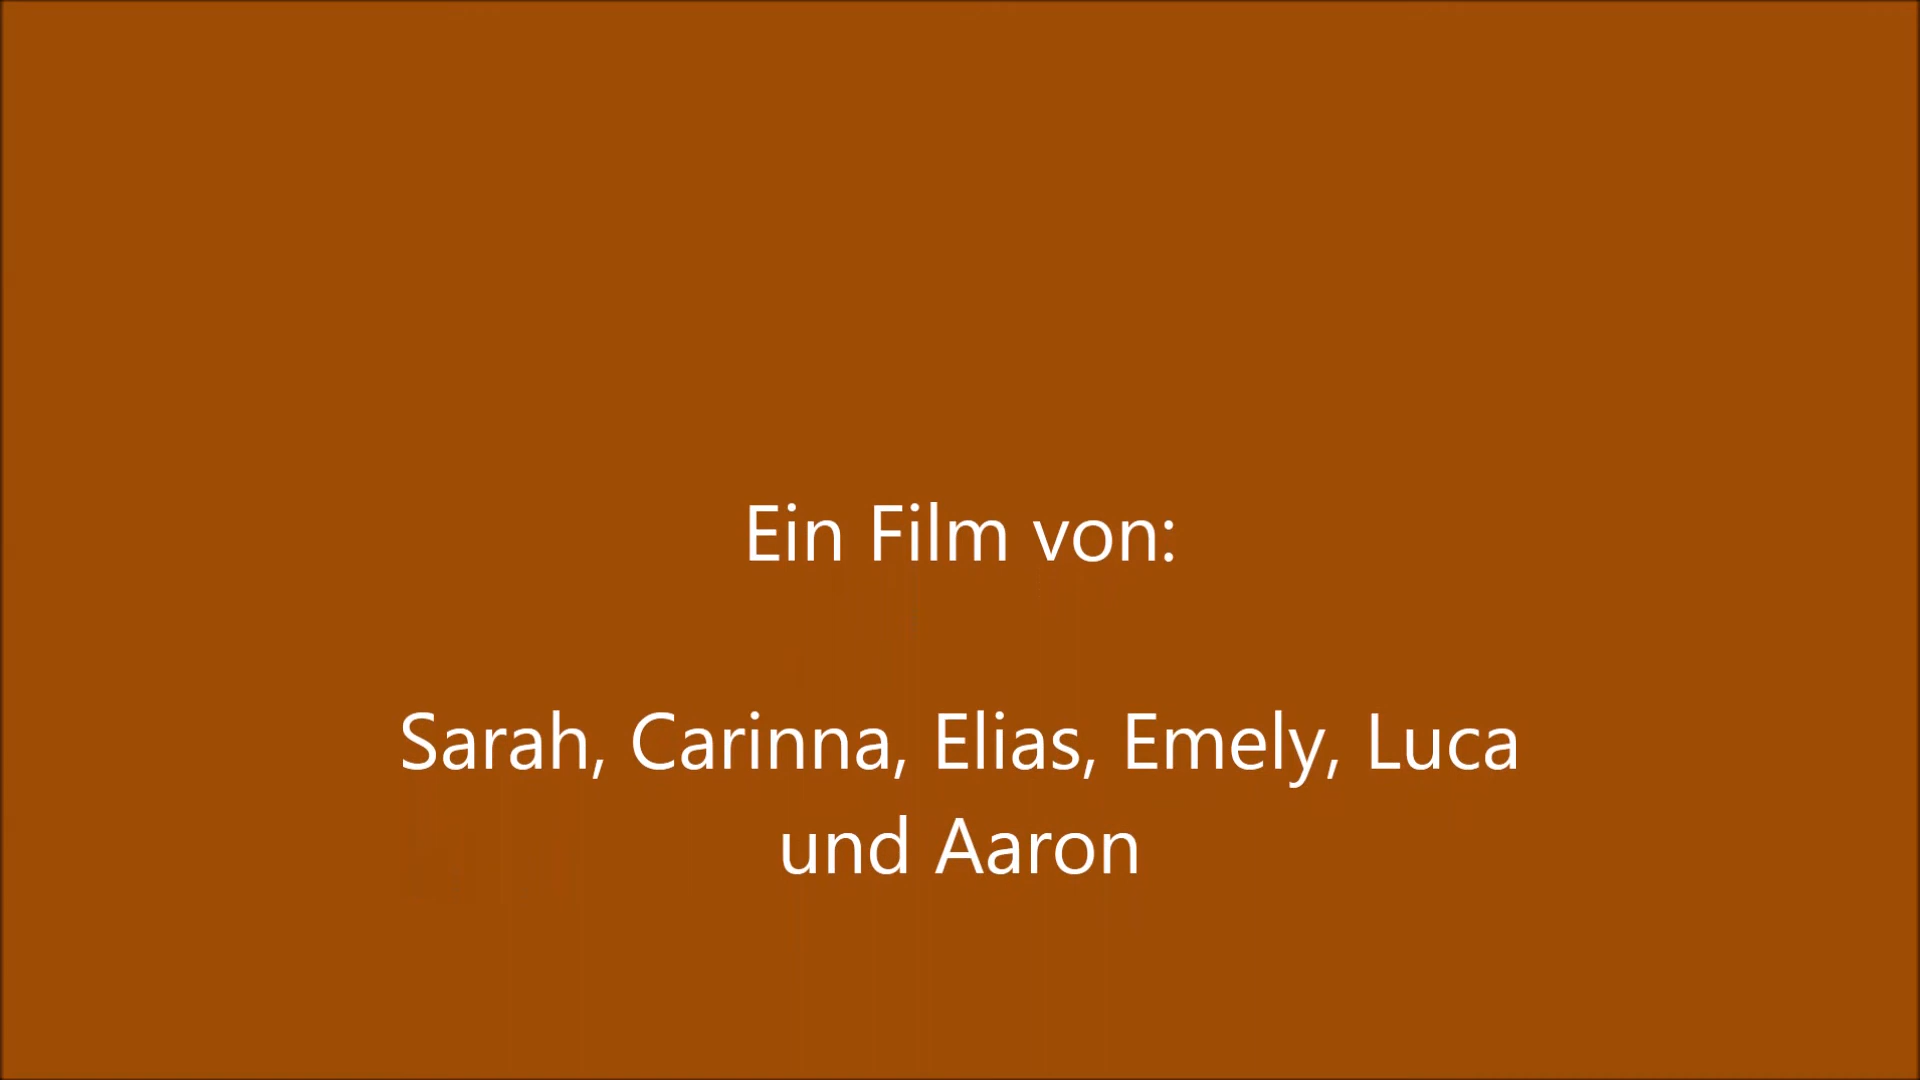 Ein Film von:
Sarah, Carinna, Elias, Emely, Luca
und Aaron